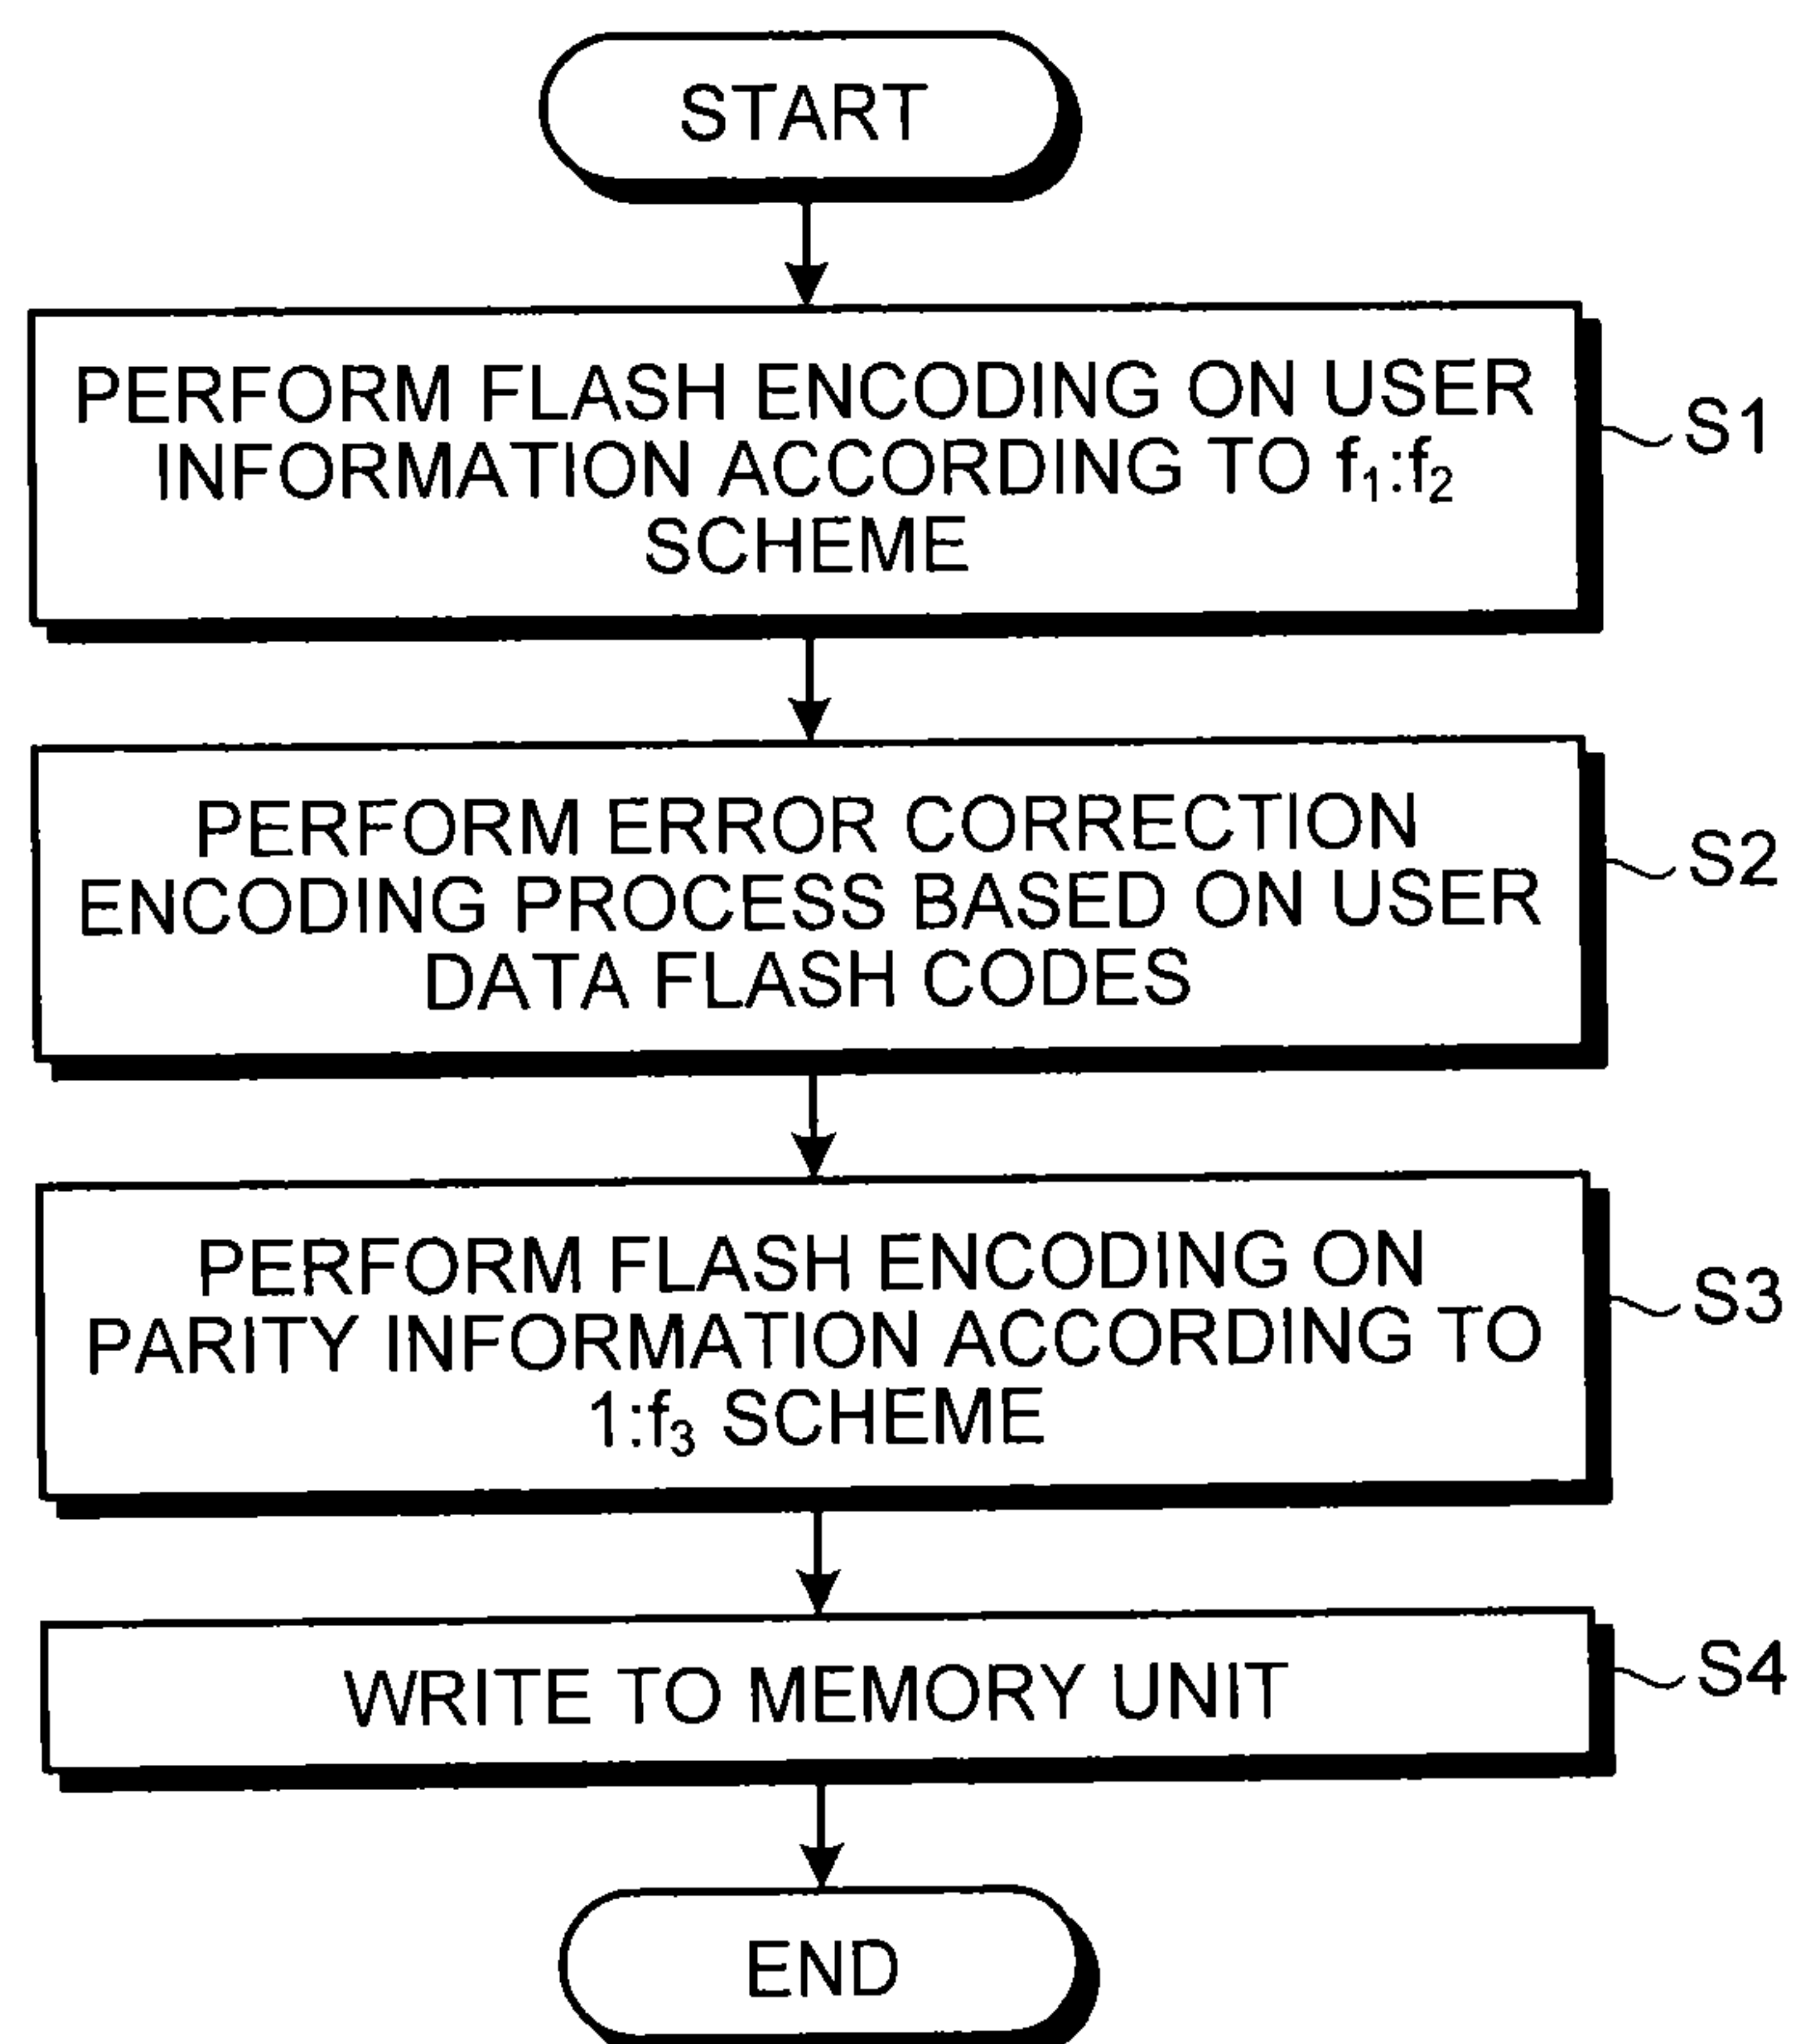 START
PERFORM FLASH ENCODING ON USER
INFORMATION ACCORDING TO f₁:f₂
SCHEME
S1
PERFORM ERROR CORRECTION
ENCODING PROCESS BASED ON USER
DATA FLASH CODES
S2
PERFORM FLASH ENCODING ON
PARITY INFORMATION ACCORDING TO
1:f₃ SCHEME
S3
WRITE TO MEMORY UNIT
S4
END